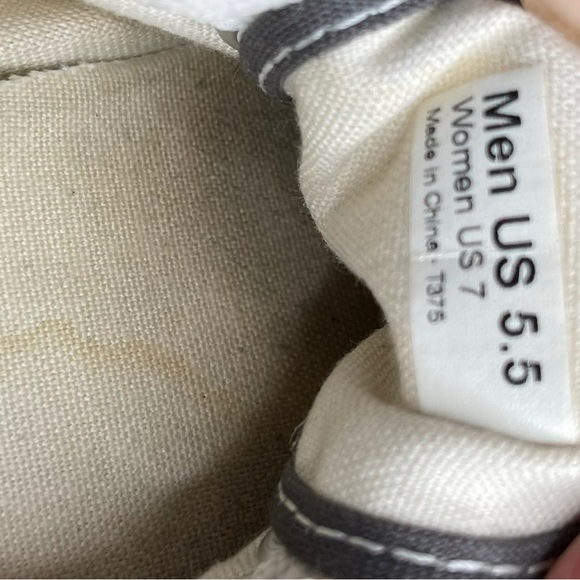 Men US 5.5
Women US 7
Made in China · T375